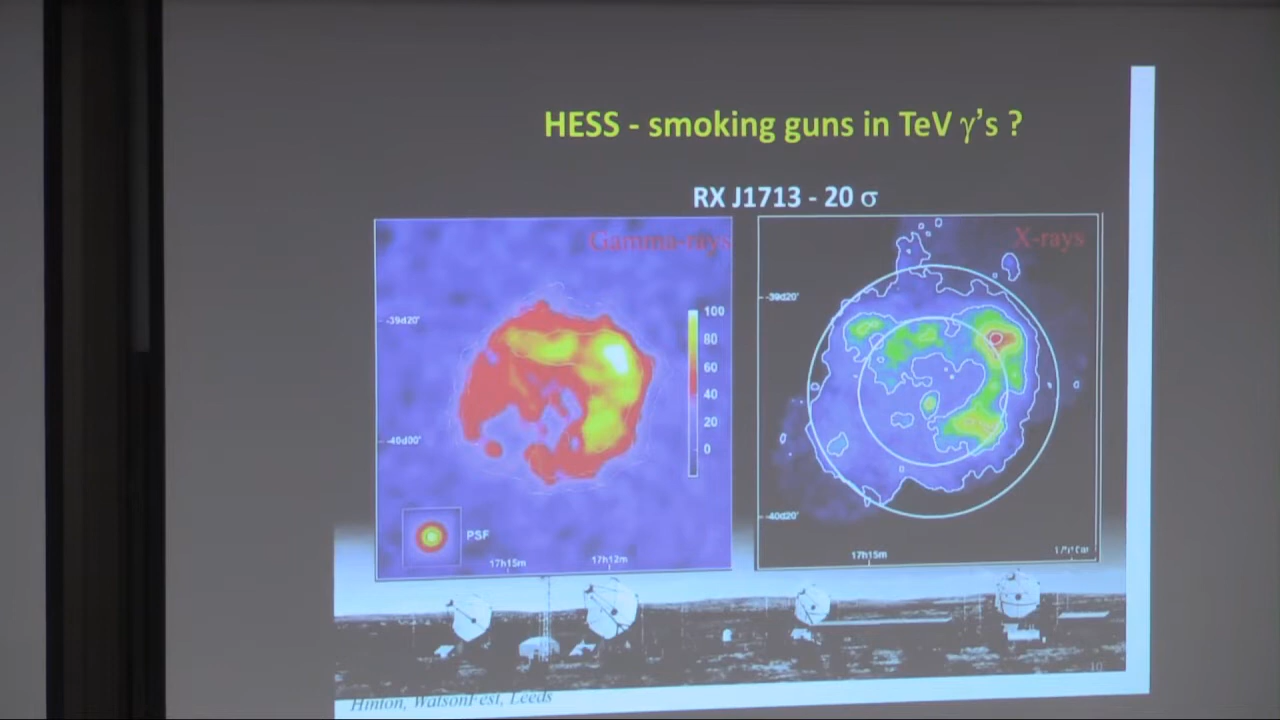 HESS - smoking guns in TeV γ's ?
RX J1713 - 20 σ
Gamma-rays
X-rays
-39d20'
-40d00'
100
80
60
40
20
0
PSF
17h15m
17h12m
-39d20'
-40d20'
17h15m
10
Hinton, WatsonFest, Leeds